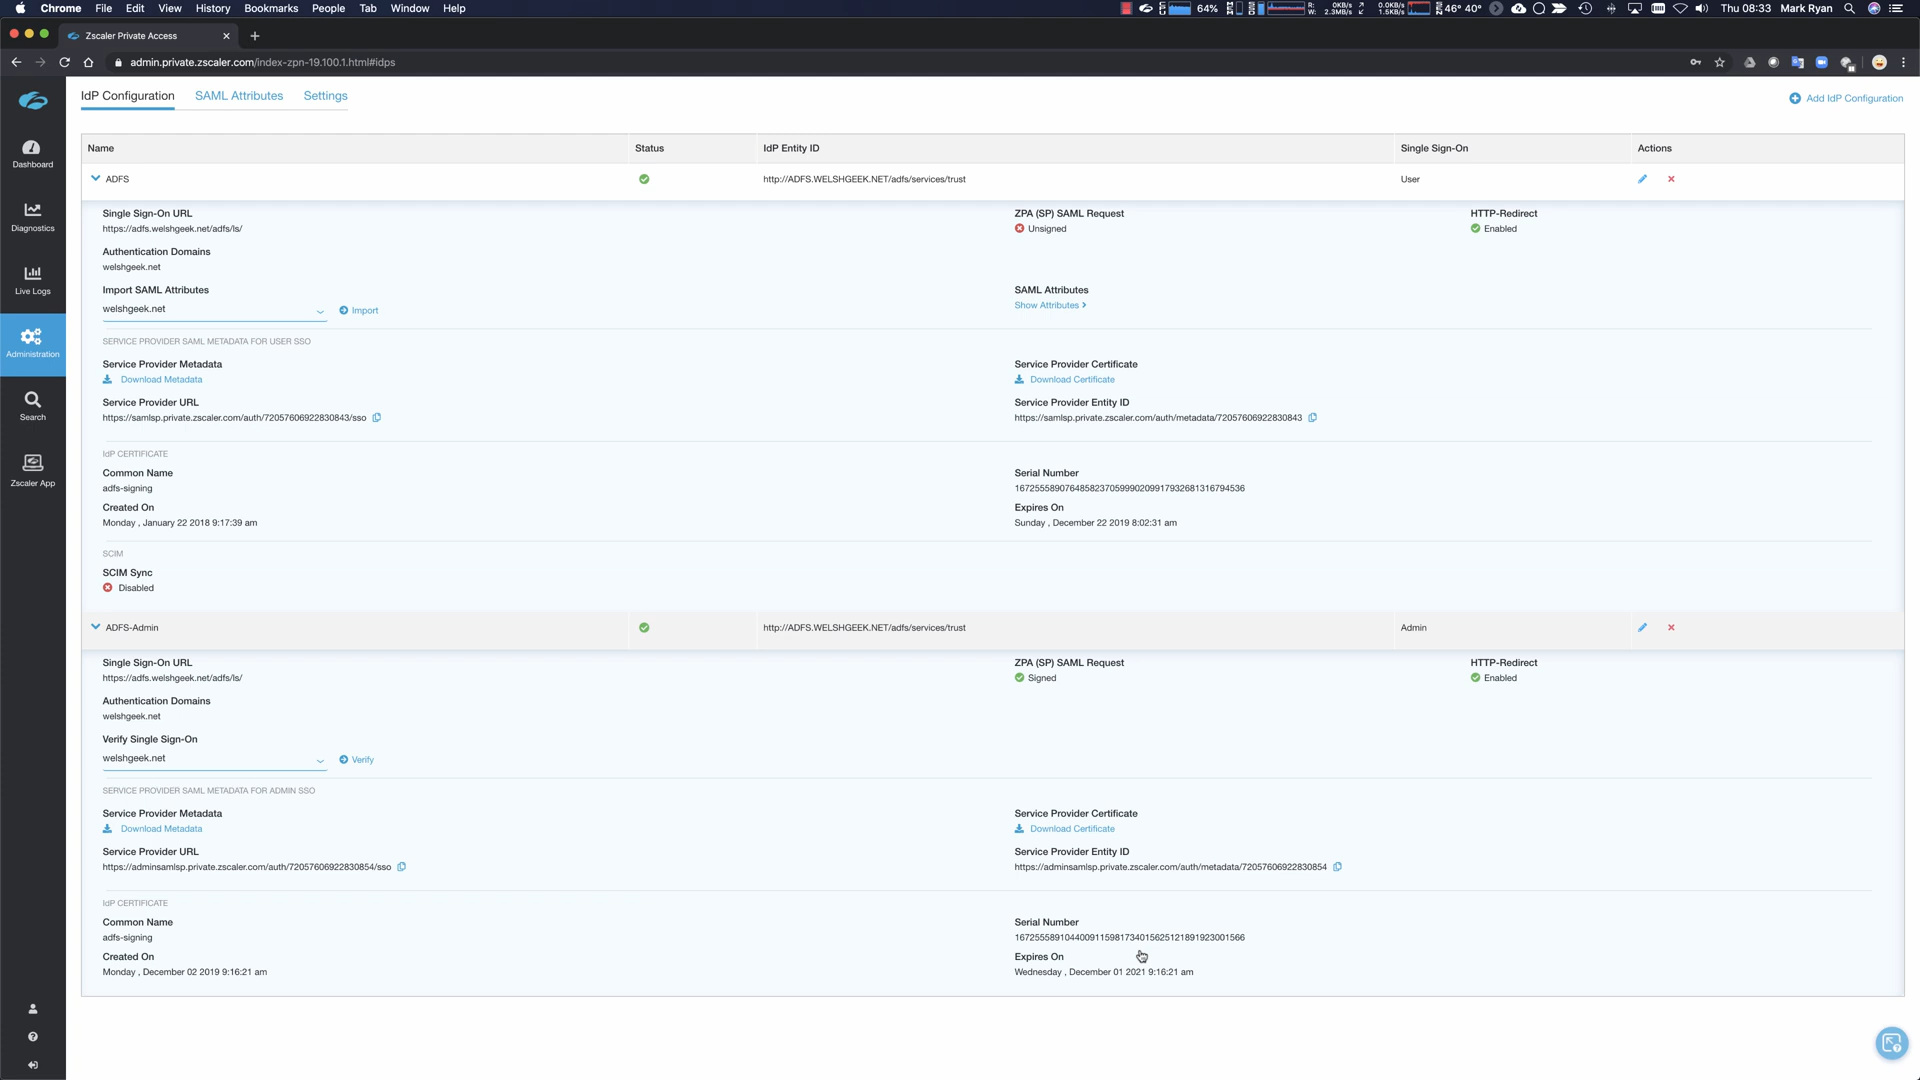 Chrome File Edit View History Bookmarks People Tab Window Help
64% R: W: 0KB/s 2.3MB/s 0.0KB/s 1.5KB/s 46° 40° Thu 08:33 Mark Ryan
Zscaler Private Access
admin.private.zscaler.com/index-zpn-19.100.1.html#idps
IdP Configuration SAML Attributes Settings
Add IdP Configuration
Dashboard
Diagnostics
Live Logs
Administration
Search
Zscaler App
Name Status IdP Entity ID Single Sign-On Actions
ADFS http://ADFS.WELSHGEEK.NET/adfs/services/trust User
Single Sign-On URL ZPA (SP) SAML Request HTTP-Redirect
https://adfs.welshgeek.net/adfs/ls/ Unsigned Enabled
Authentication Domains
welshgeek.net
Import SAML Attributes SAML Attributes
welshgeek.net Import Show Attributes
SERVICE PROVIDER SAML METADATA FOR USER SSO
Service Provider Metadata Service Provider Certificate
Download Metadata Download Certificate
Service Provider URL Service Provider Entity ID
https://samlsp.private.zscaler.com/auth/72057606922830843/sso https://samlsp.private.zscaler.com/auth/metadata/72057606922830843
IdP CERTIFICATE
Common Name Serial Number
adfs-signing 1672555890764858237059990209917932681316794536
Created On Expires On
Monday , January 22 2018 9:17:39 am Sunday , December 22 2019 8:02:31 am
SCIM
SCIM Sync
Disabled
ADFS-Admin http://ADFS.WELSHGEEK.NET/adfs/services/trust Admin
Single Sign-On URL ZPA (SP) SAML Request HTTP-Redirect
https://adfs.welshgeek.net/adfs/ls/ Signed Enabled
Authentication Domains
welshgeek.net
Verify Single Sign-On
welshgeek.net Verify
SERVICE PROVIDER SAML METADATA FOR ADMIN SSO
Service Provider Metadata Service Provider Certificate
Download Metadata Download Certificate
Service Provider URL Service Provider Entity ID
https://adminsamlsp.private.zscaler.com/auth/72057606922830854/sso https://adminsamlsp.private.zscaler.com/auth/metadata/72057606922830854
IdP CERTIFICATE
Common Name Serial Number
adfs-signing 167255589104400911598173401562512189192​3001566
Created On Expires On
Monday , December 02 2019 9:16:21 am Wednesday , December 01 2021 9:16:21 am